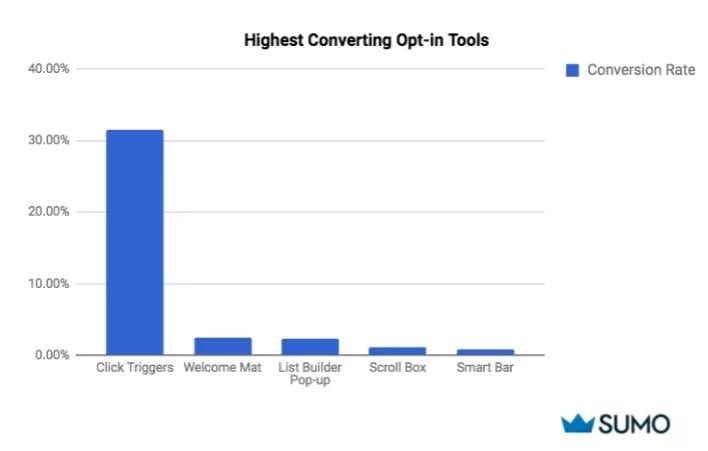 Highest Converting Opt-in Tools
40.00%
Conversion Rate
30.00%
20.00%
10.00%
0.00%
Click Triggers
Welcome Mat
List Builder
Pop-up
Scroll Box
Smart Bar
SUMO